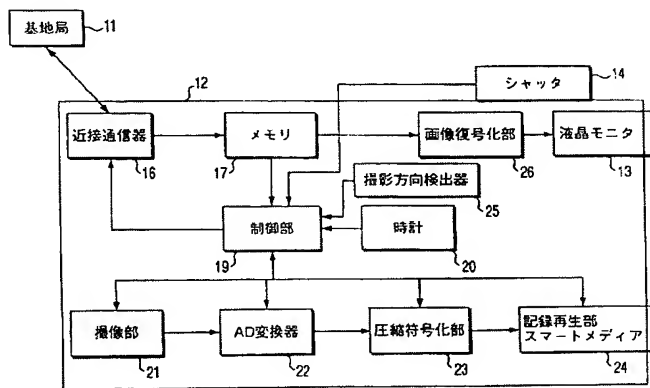 基地局
11
12
シャッタ
14
近接通信器
16
メモリ
17
画像復号化部
26
液晶モニタ
13
撮影方向検出器
25
制御部
19
時計
20
撮像部
21
AD変換器
22
圧縮符号化部
23
記録再生部
スマートメディア
24